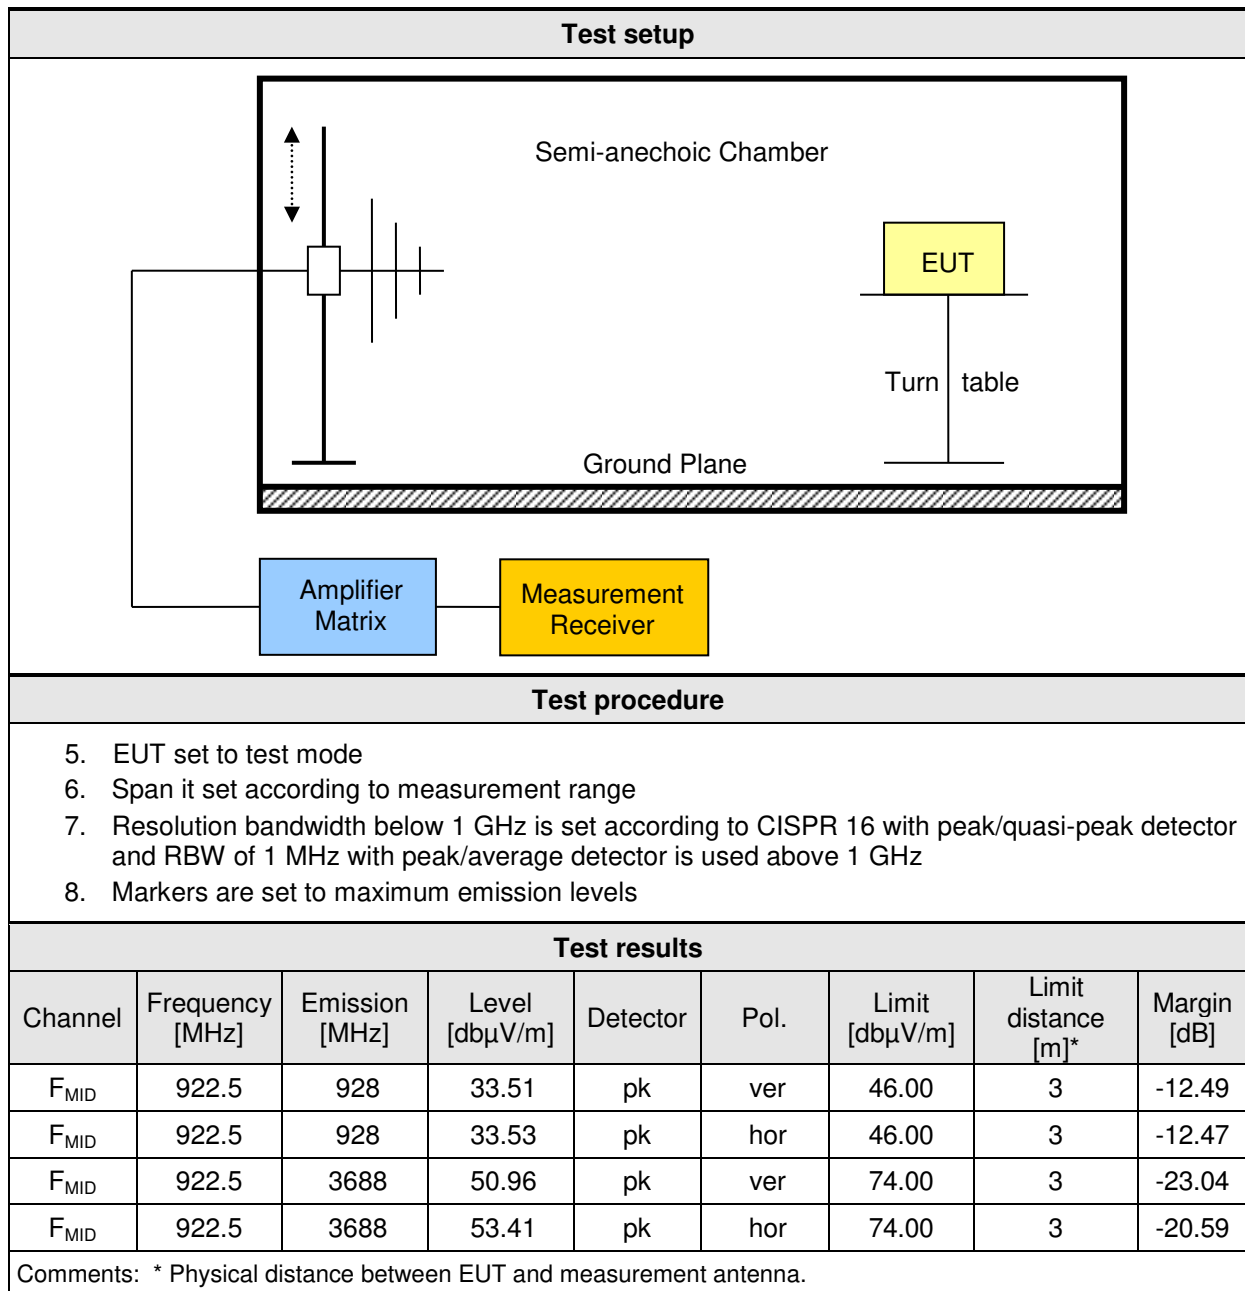 Test setup
Semi-anechoic Chamber
EUT
Turn table
Ground Plane
Amplifier
Matrix
Measurement
Receiver
Test procedure
5. EUT set to test mode
6. Span it set according to measurement range
7. Resolution bandwidth below 1 GHz is set according to CISPR 16 with peak/quasi-peak detector
and RBW of 1 MHz with peak/average detector is used above 1 GHz
8. Markers are set to maximum emission levels
Test results
Channel Frequency [MHz] Emission [MHz] Level [dbµV/m] Detector Pol. Limit [dbµV/m] Limit distance [m]* Margin [dB]
FMID 922.5 928 33.51 pk ver 46.00 3 -12.49
FMID 922.5 928 33.53 pk hor 46.00 3 -12.47
FMID 922.5 3688 50.96 pk ver 74.00 3 -23.04
FMID 922.5 3688 53.41 pk hor 74.00 3 -20.59
Comments: * Physical distance between EUT and measurement antenna.